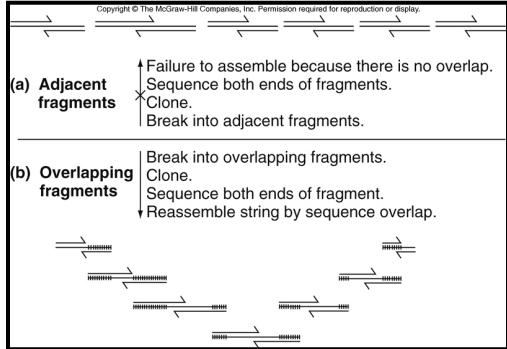 Copyright © The McGraw-Hill Companies, Inc. Permission required for reproduction or display.
(a) Adjacent
fragments
Failure to assemble because there is no overlap.
Sequence both ends of fragments.
Clone.
Break into adjacent fragments.
(b) Overlapping
fragments
Break into overlapping fragments.
Clone.
Sequence both ends of fragment.
Reassemble string by sequence overlap.